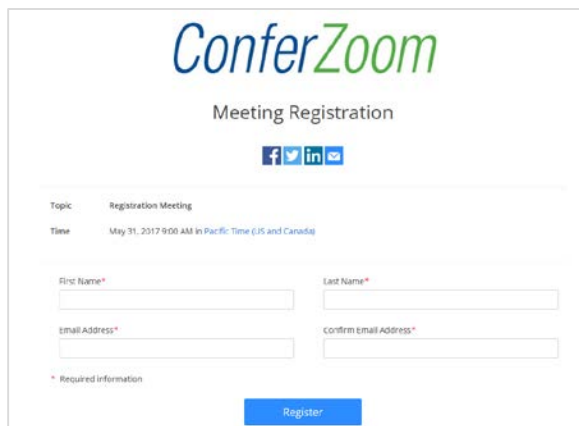 ConferZoom
Meeting Registration
Topic Registration Meeting
Time May 31, 2017 9:00 AM in Pacific Time (US and Canada)
First Name* Last Name*
Email Address* Confirm Email Address*
* Required information
Register